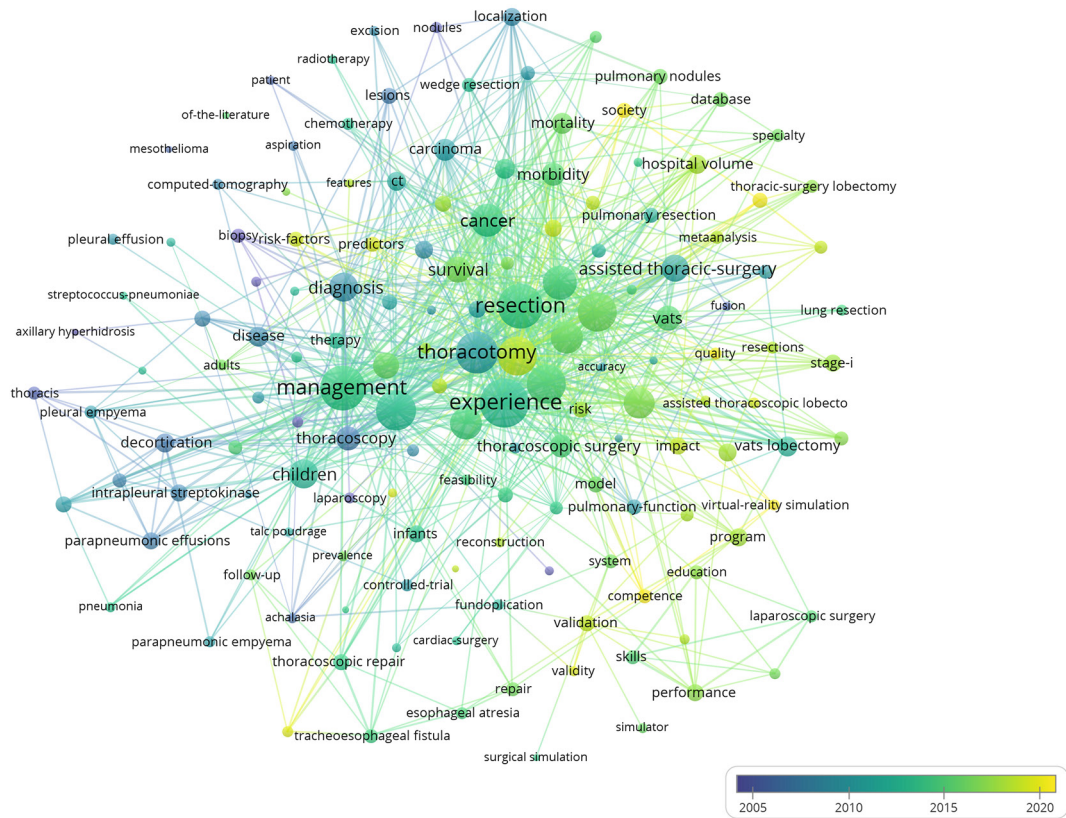 localization
nodules
excision
radiotherapy
pulmonary nodules
patient
wedge resection
lesions
database
society
of-the-literature
chemotherapy
mortality
specialty
mesothelioma
aspiration
carcinoma
hospital volume
morbidity
ct
features
computed-tomography
thoracic-surgery lobectomy
pulmonary resection
cancer
biopsy
risk-factors
predictors
metaanalysis
pleural effusion
survival
assisted thoracic-surgery
diagnosis
streptococcus-pneumoniae
resection
fusion
lung resection
vats
axillary hyperhidrosis
disease
therapy
thoracotomy
quality
resections
adults
accuracy
stage-i
management
thoracis
experience
assisted thoracoscopic lobecto
pleural empyema
risk
decortication
thoracoscopy
thoracoscopic surgery
impact
vats lobectomy
children
feasibility
model
intrapleural streptokinase
laparoscopy
pulmonary-function
virtual-reality simulation
talc poudrage
infants
program
parapneumonic effusions
reconstruction
prevalence
system
follow-up
education
controlled-trial
competence
pneumonia
fundoplication
achalasia
laparoscopic surgery
validation
parapneumonic empyema
cardiac-surgery
skills
thoracoscopic repair
validity
repair
performance
esophageal atresia
simulator
tracheoesophageal fistula
surgical simulation
2005
2010
2015
2020